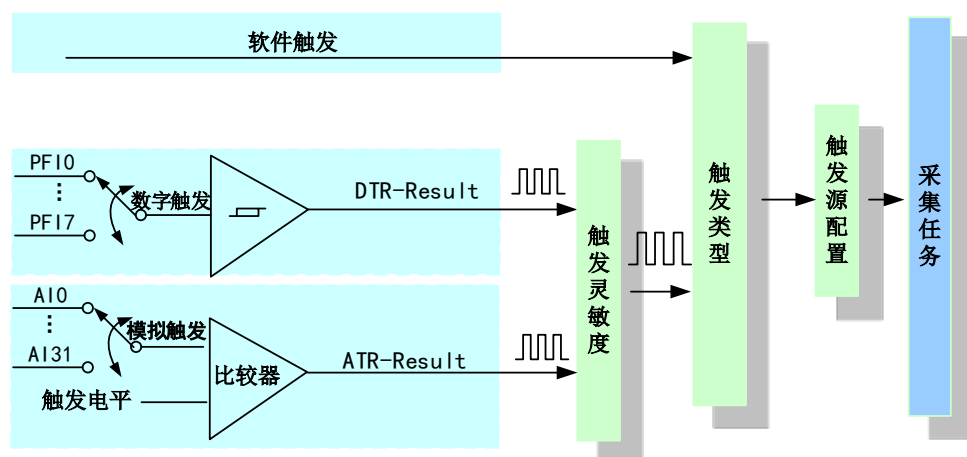 软件触发
PFI0
⋮
PFI7
数字触发
DTR-Result
AI0
⋮
AI31
模拟触发
触发电平
比较器
ATR-Result
触发灵敏度
触发类型
触发源配置
采集任务